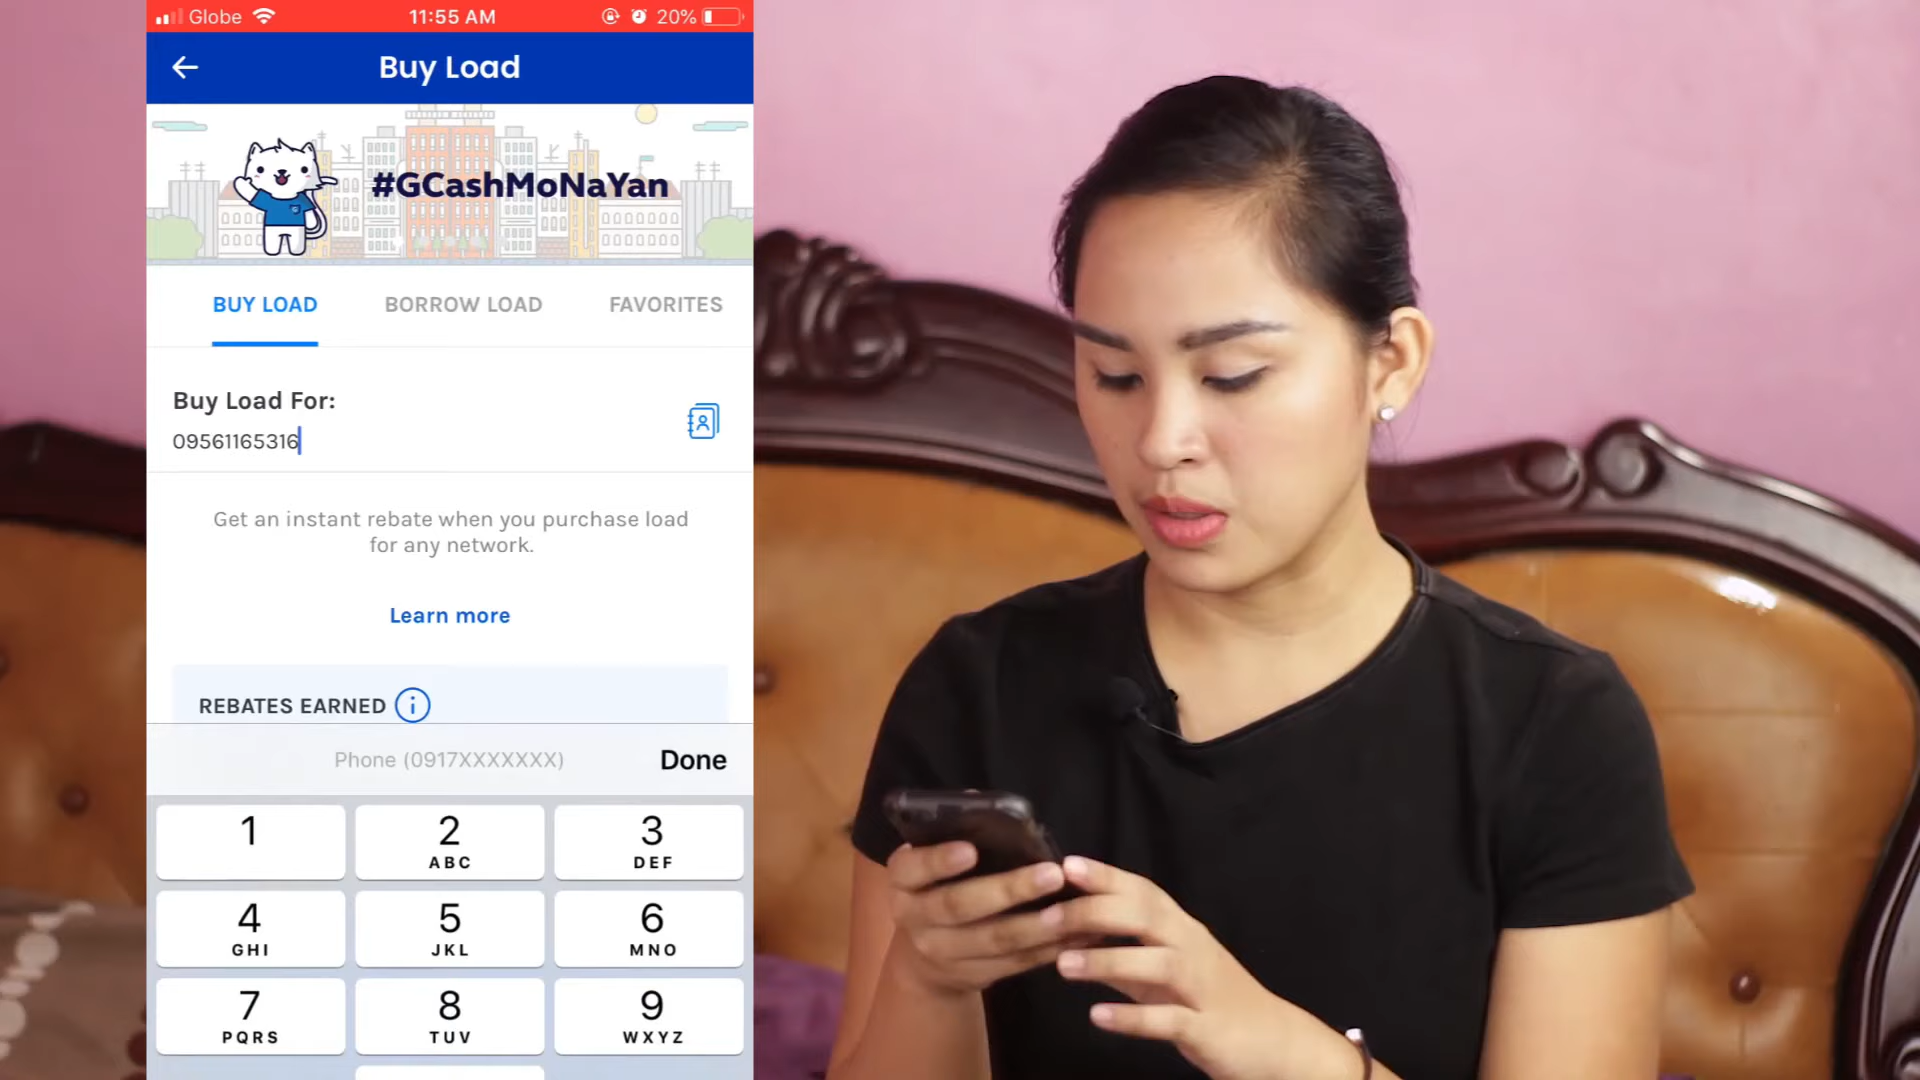 Globe
11:55 AM
20%
Buy Load
#GCashMoNaYan
BUY LOAD
BORROW LOAD
FAVORITES
Buy Load For:
09561165316
Get an instant rebate when you purchase load
for any network.
Learn more
REBATES EARNED
Phone (0917XXXXXXX)
Done
1
2
ABC
3
DEF
4
GHI
5
JKL
6
MNO
7
PQRS
8
TUV
9
WXYZ